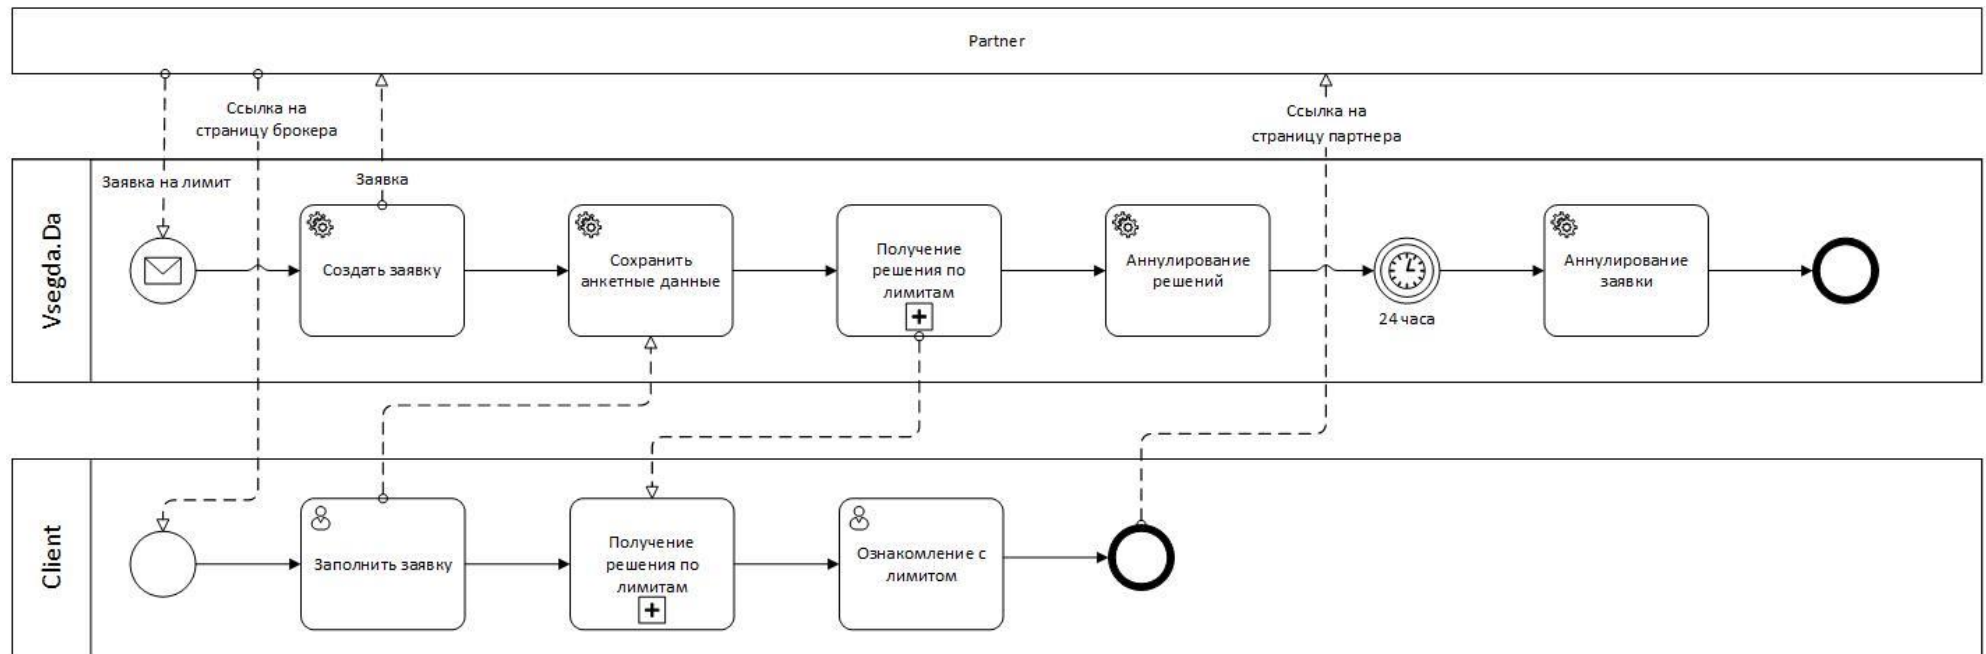 Partner
Ссылка на
страницу брокера
Ссылка на
страницу партнера
Vsegda.Da
Заявка на лимит
Заявка
Создать заявку
Сохранить
анкетные данные
Получение
решения по
лимитам
Аннулирование
решений
24 часа
Аннулирование
заявки
Client
Заполнить заявку
Получение
решения по
лимитам
Ознакомление с
лимитом